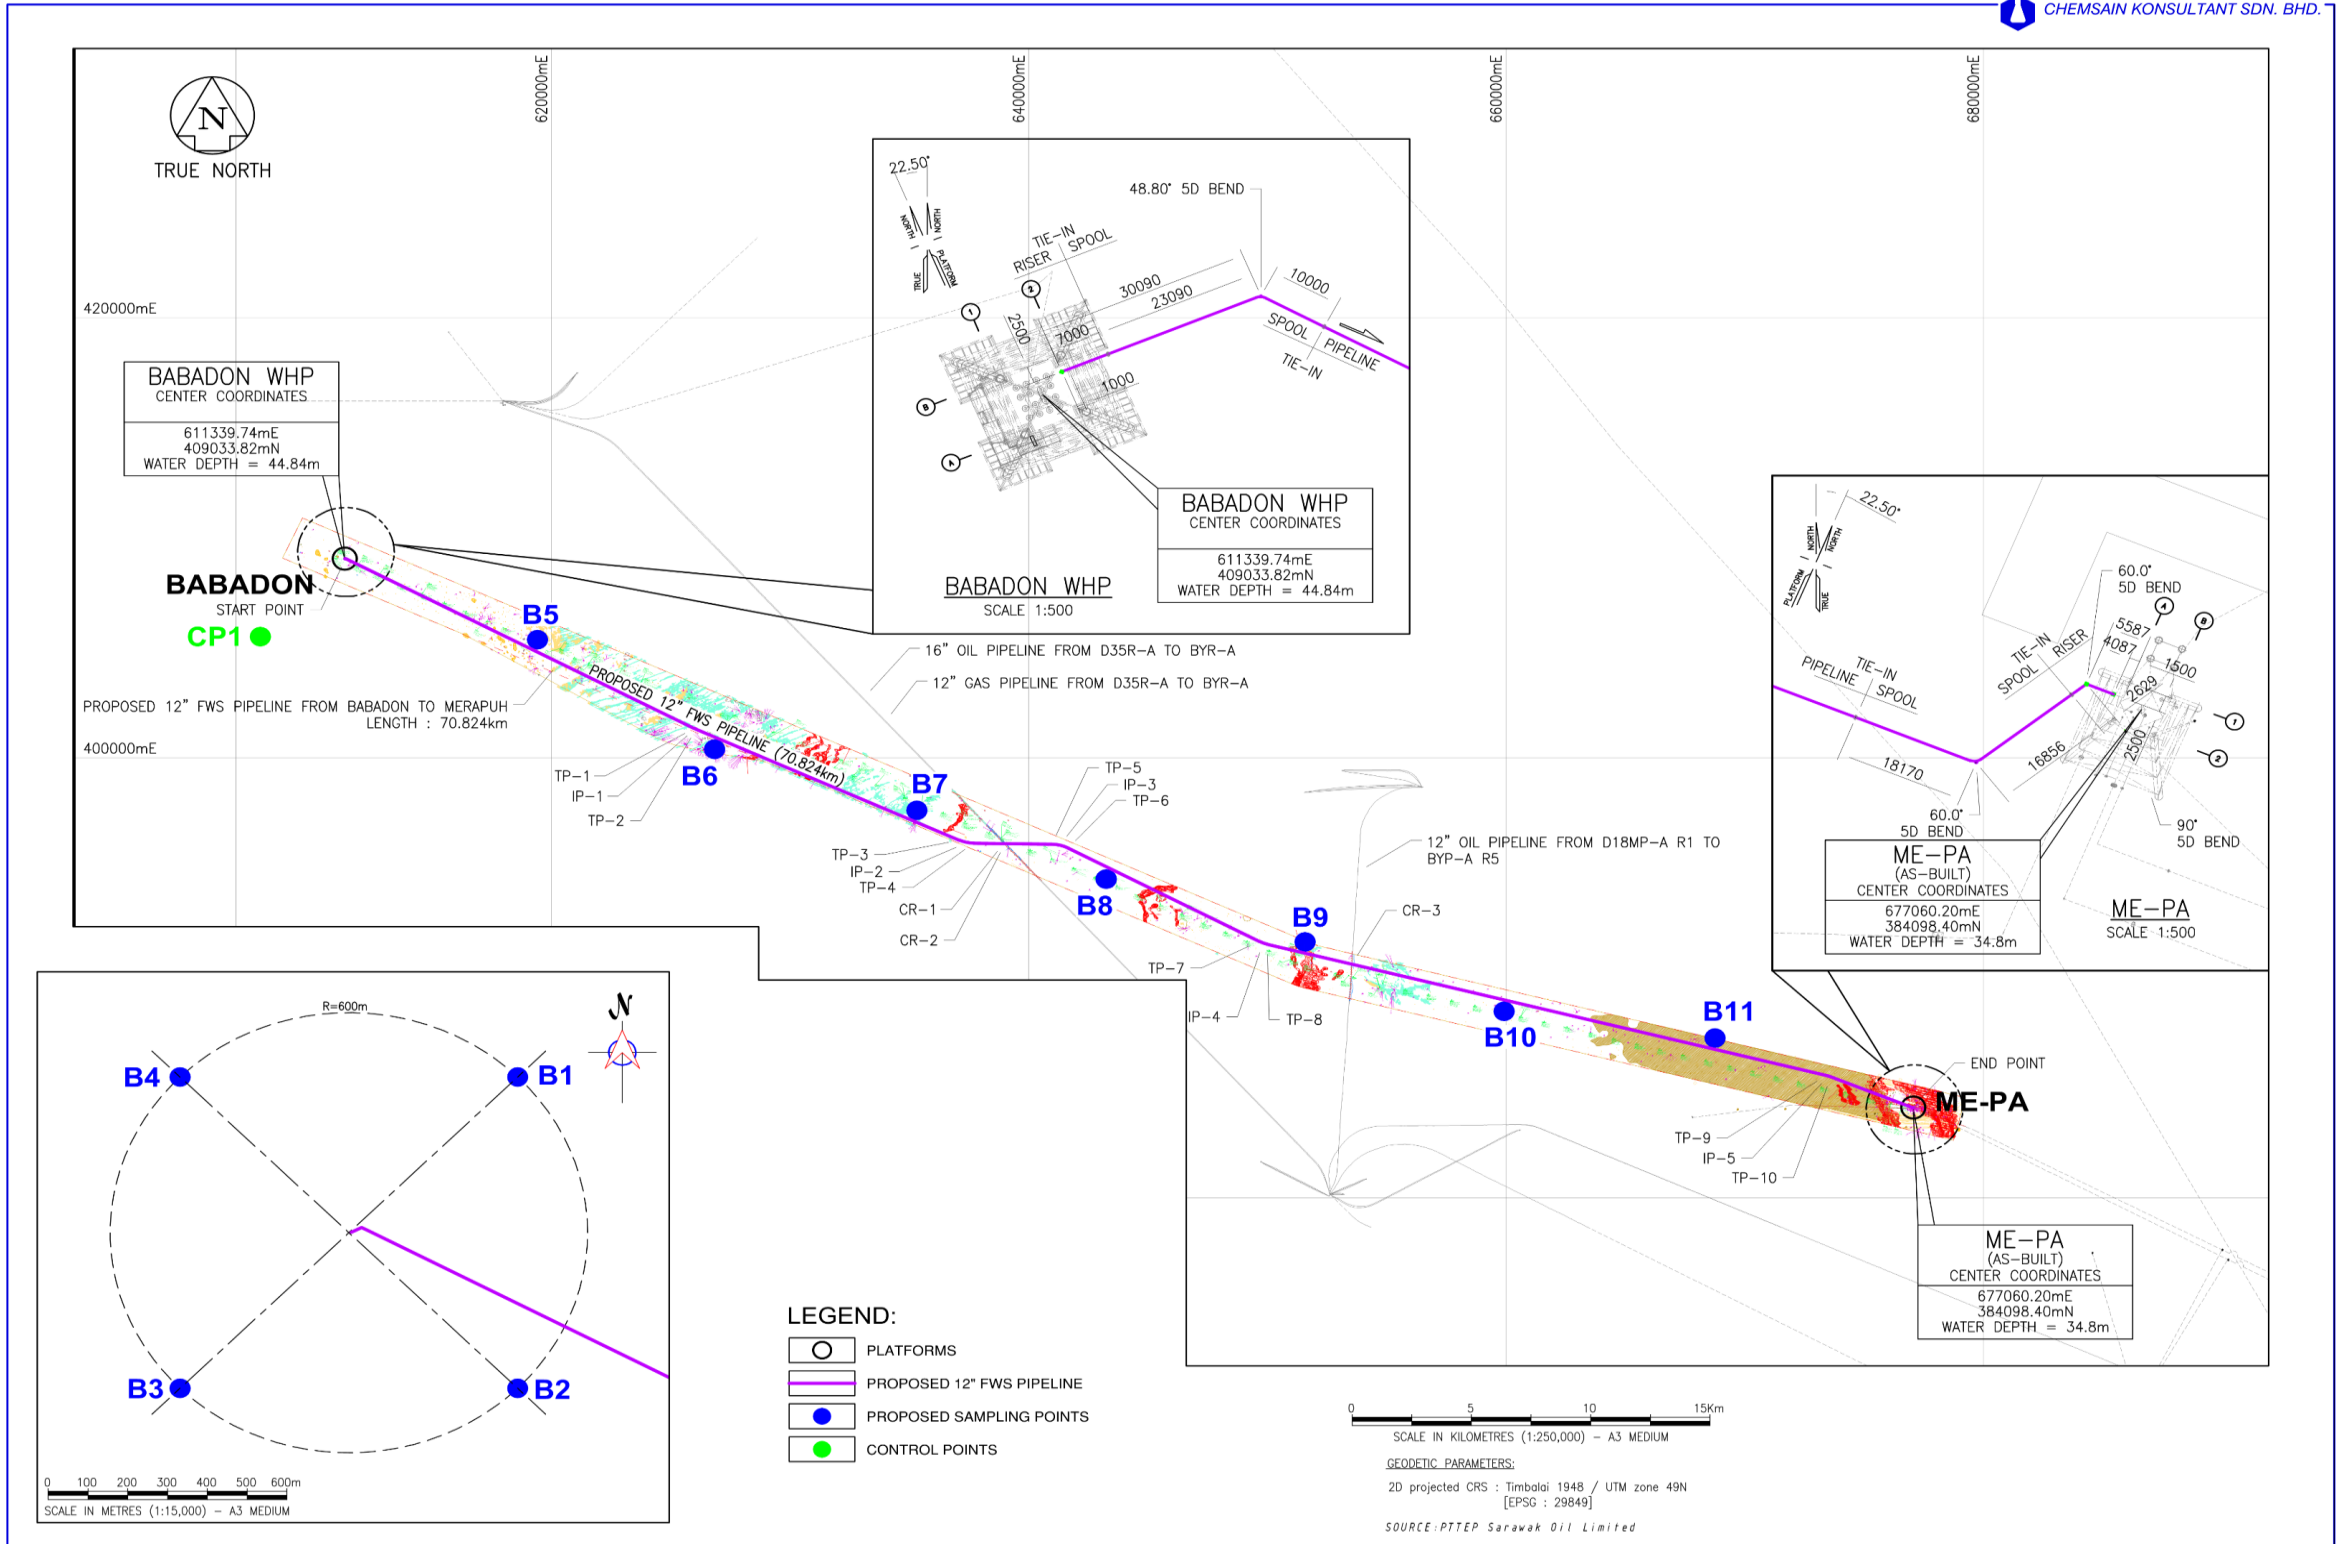 CHEMSAIN KONSULTANT SDN. BHD.
620000mE
640000mE
660000mE
680000mE
N
TRUE NORTH
420000mE
400000mE
BABADON WHP
CENTER COORDINATES
611339.74mE
409033.82mN
WATER DEPTH = 44.84m
BABADON
START POINT
CP1
PROPOSED 12" FWS PIPELINE FROM BABADON TO MERAPUH
LENGTH : 70.824km
B5
PROPOSED 12" FWS PIPELINE (70.824km)
B6
TP-1
IP-1
TP-2
B7
TP-3
IP-2
TP-4
CR-1
CR-2
TP-5
IP-3
TP-6
B8
16" OIL PIPELINE FROM D35R-A TO BYR-A
12" GAS PIPELINE FROM D35R-A TO BYR-A
22.50°
NORTH
NORTH
TRUE
PLATFORM
48.80° 5D BEND
TIE-IN
RISER
SPOOL
30090
23090
10000
2500
7000
1000
SPOOL
PIPELINE
TIE-IN
1
2
B
A
BABADON WHP
CENTER COORDINATES
611339.74mE
409033.82mN
WATER DEPTH = 44.84m
BABADON WHP
SCALE 1:500
12" OIL PIPELINE FROM D18MP-A R1 TO
BYP-A R5
B9
CR-3
TP-7
IP-4
TP-8
B10
B11
TP-9
IP-5
TP-10
END POINT
ME-PA
22.50°
NORTH
NORTH
PLATFORM
TRUE
60.0°
5D BEND
A
B
5587
4087
1500
2629
TIE-IN
SPOOL
RISER
PIPELINE
TIE-IN
SPOOL
18170
16856
2500
1
2
60.0°
5D BEND
90°
5D BEND
ME-PA
(AS-BUILT)
CENTER COORDINATES
677060.20mE
384098.40mN
WATER DEPTH = 34.8m
ME-PA
SCALE 1:500
ME-PA
(AS-BUILT)
CENTER COORDINATES
677060.20mE
384098.40mN
WATER DEPTH = 34.8m
R=600m
N
B4
B1
B3
B2
0 100 200 300 400 500 600m
SCALE IN METRES (1:15,000) - A3 MEDIUM
LEGEND:
PLATFORMS
PROPOSED 12" FWS PIPELINE
PROPOSED SAMPLING POINTS
CONTROL POINTS
0 5 10 15Km
SCALE IN KILOMETRES (1:250,000) - A3 MEDIUM
GEODETIC PARAMETERS:
2D projected CRS : Timbalai 1948 / UTM zone 49N
[EPSG : 29849]
SOURCE:PTTEP Sarawak Oil Limited